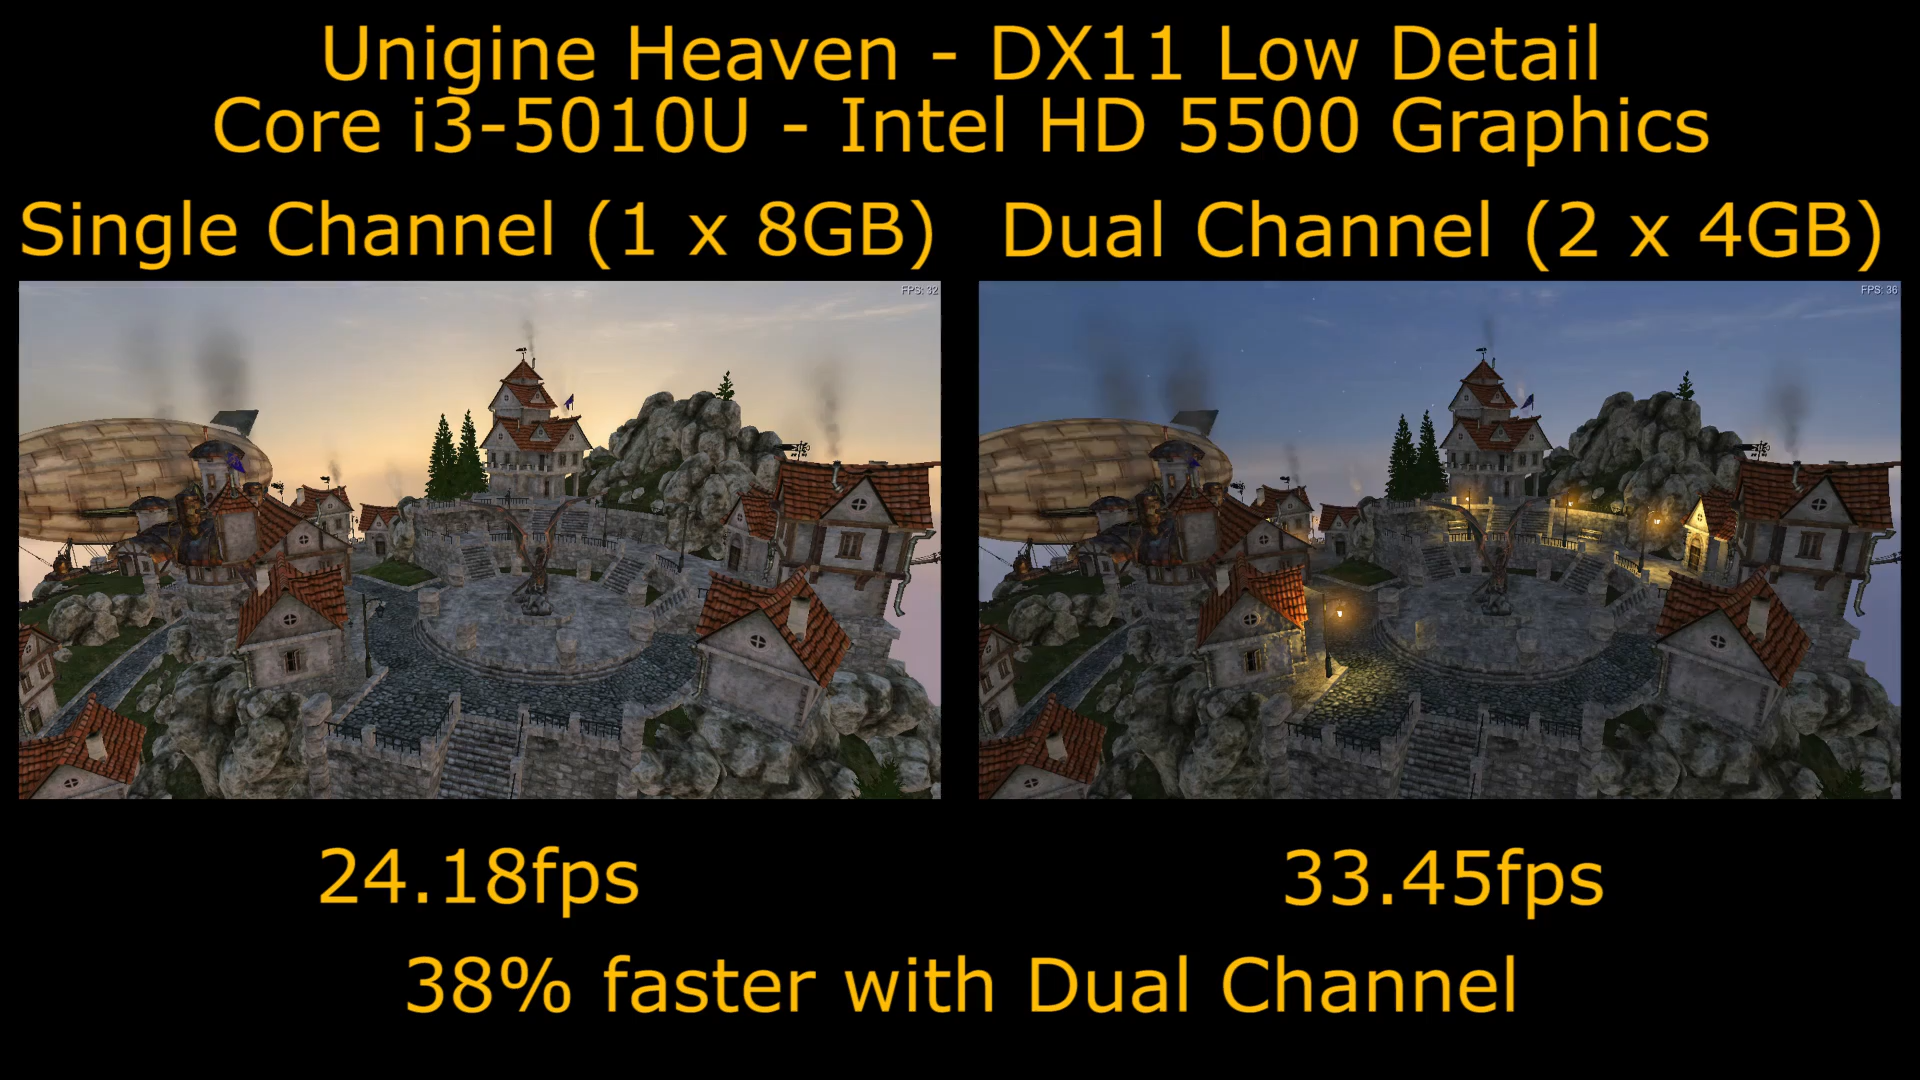 Unigine Heaven - DX11 Low Detail
Core i3-5010U - Intel HD 5500 Graphics
Single Channel (1 x 8GB)
Dual Channel (2 x 4GB)
FPS: 32
FPS: 36
24.18fps
33.45fps
38% faster with Dual Channel